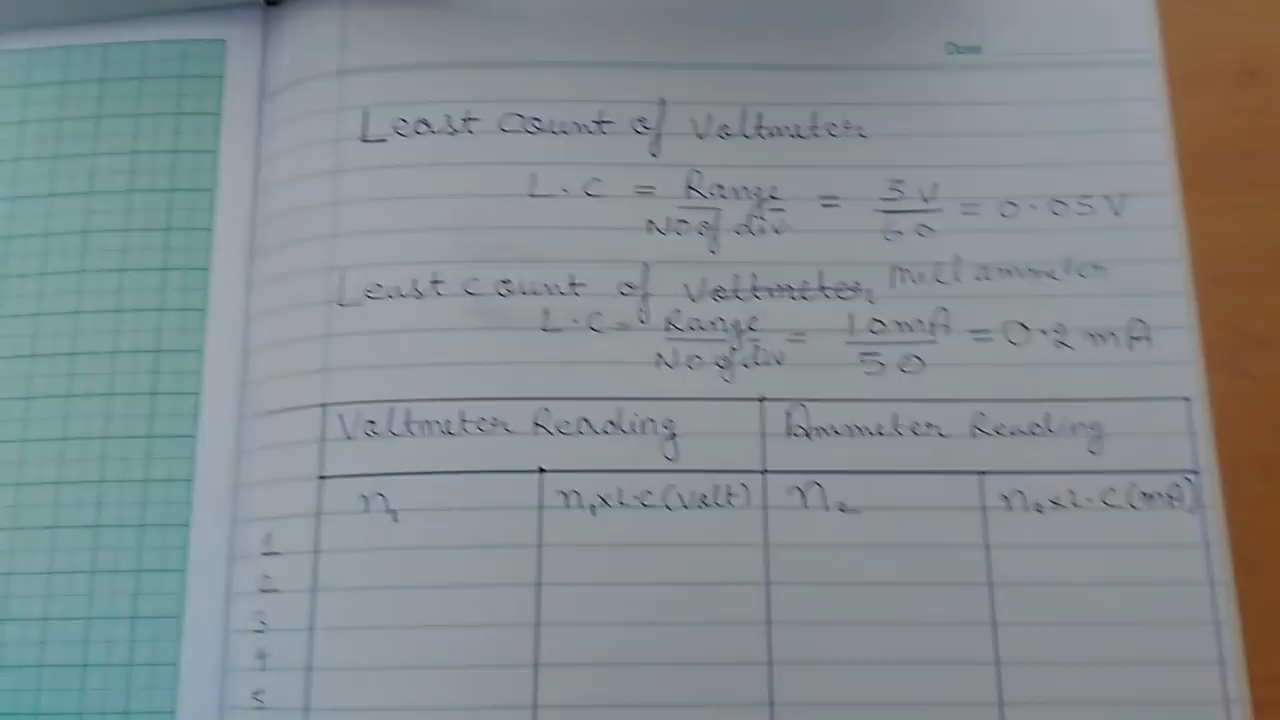 Date
Least count of Voltmeter
L.C = Range/No of div = 3V/60 = 0.05V
Least count of Voltmeter Milliammeter
L.C = Range/No of div = 10mA/50 = 0.2 mA
Voltmeter Reading Ammeter Reading
n₁ n₁×L.C(Volt) n₂ n₂×L.C(mA)
1
2
3
4
5